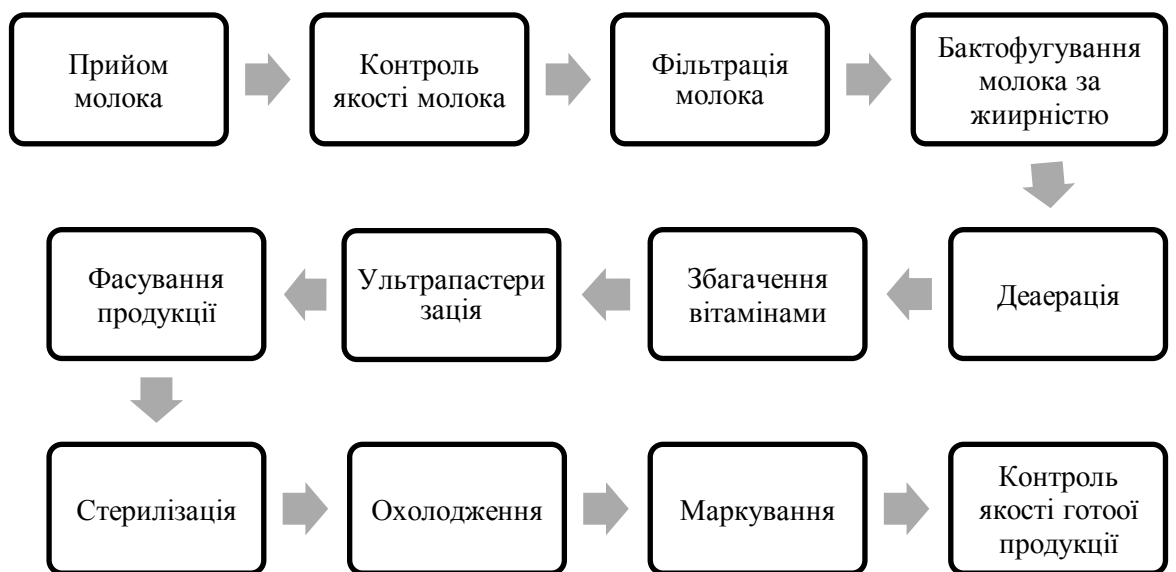 Прийом
молока
Контроль
якості молока
Фільтрація
молока
Бактофугування
молока за
жиирністю
Деаерація
Збагачення
вітамінами
Ультрапастери
зація
Фасування
продукції
Стерилізація
Охолодження
Маркування
Контроль
якості готоої
продукції